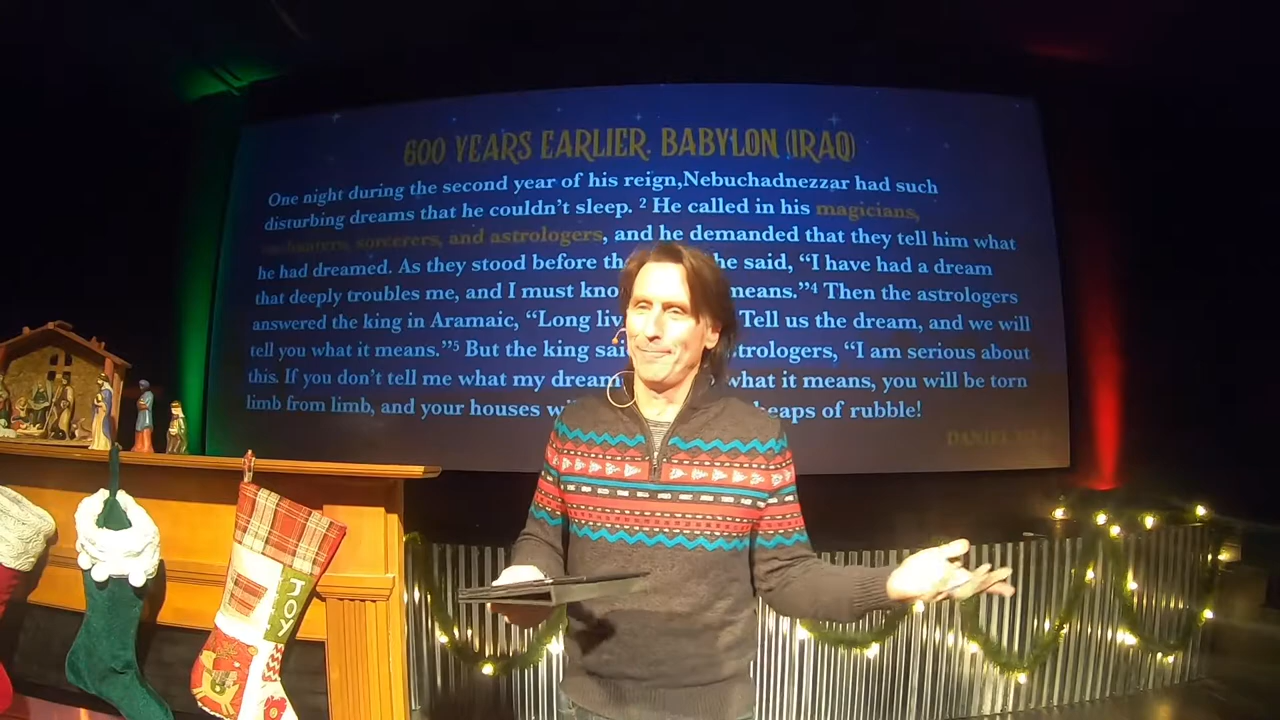 600 YEARS EARLIER. BABYLON (IRAQ)
One night during the second year of his reign,Nebuchadnezzar had such
disturbing dreams that he couldn't sleep. 2 He called in his magicians,
enchanters, sorcerers, and astrologers, and he demanded that they tell him what
he had dreamed. As they stood before the he said, “I have had a dream
that deeply troubles me, and I must know means.”4 Then the astrologers
answered the king in Aramaic, “Long liv Tell us the dream, and we will
tell you what it means.”5 But the king said strologers, “I am serious about
this. If you don't tell me what my dream what it means, you will be torn
limb from limb, and your houses wi heaps of rubble!
DANIEL
JOY